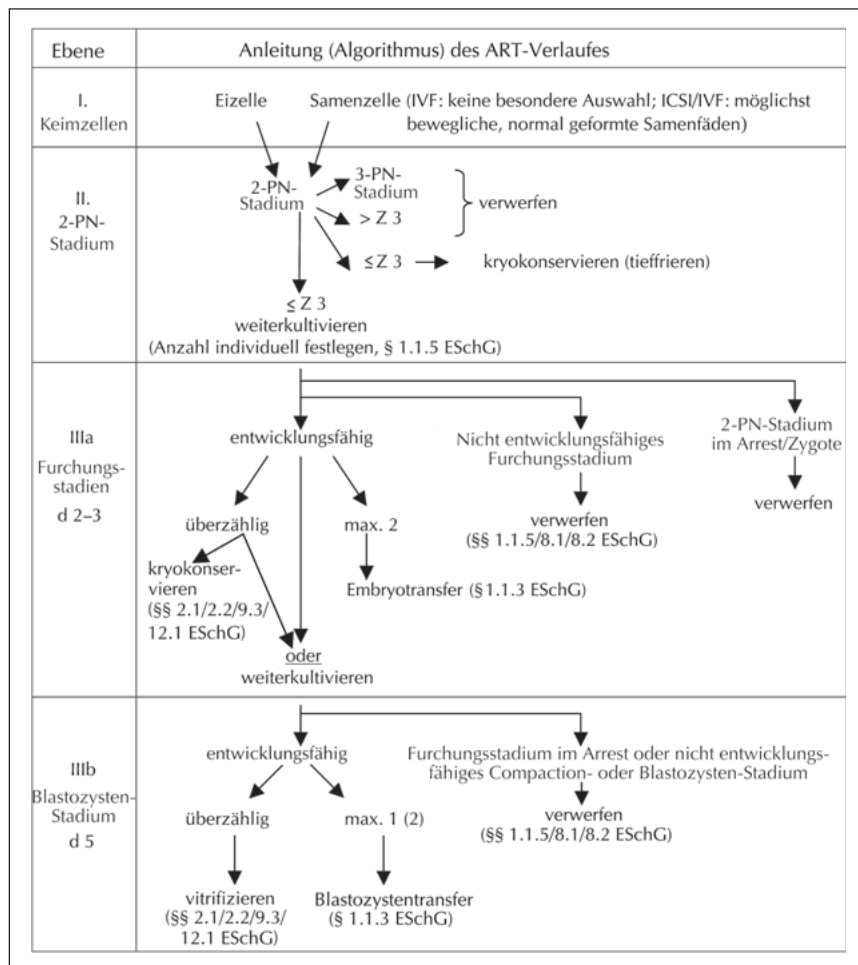 Ebene
Anleitung (Algorithmus) des ART-Verlaufes
I.
Keimzellen
Eizelle
Samenzelle (IVF: keine besondere Auswahl; ICSI/IVF: möglichst
bewegliche, normal geformte Samenfäden)
II.
2-PN-
Stadium
2-PN-
Stadium
3-PN-
Stadium
> Z 3
verwerfen
≤ Z 3
kryokonservieren (tieffrieren)
≤ Z 3
weiterkultivieren
(Anzahl individuell festlegen, § 1.1.5 ESchG)
IIIa
Furchungs-
stadien
d 2–3
entwicklungsfähig
Nicht entwicklungsfähiges
Furchungsstadium
2-PN-Stadium
im Arrest/Zygote
verwerfen
(§§ 1.1.5/8.1/8.2 ESchG)
verwerfen
überzählig
max. 2
kryokonser-
vieren
(§§ 2.1/2.2/9.3/
12.1 ESchG)
Embryotransfer (§ 1.1.3 ESchG)
oder
weiterkultivieren
IIIb
Blastozysten-
Stadium
d 5
entwicklungsfähig
Furchungsstadium im Arrest oder nicht entwicklungs-
fähiges Compaction- oder Blastozysten-Stadium
überzählig
max. 1 (2)
verwerfen
(§§ 1.1.5/8.1/8.2 ESchG)
vitrifizieren
(§§ 2.1/2.2/9.3/
12.1 ESchG)
Blastozystentransfer
(§ 1.1.3 ESchG)